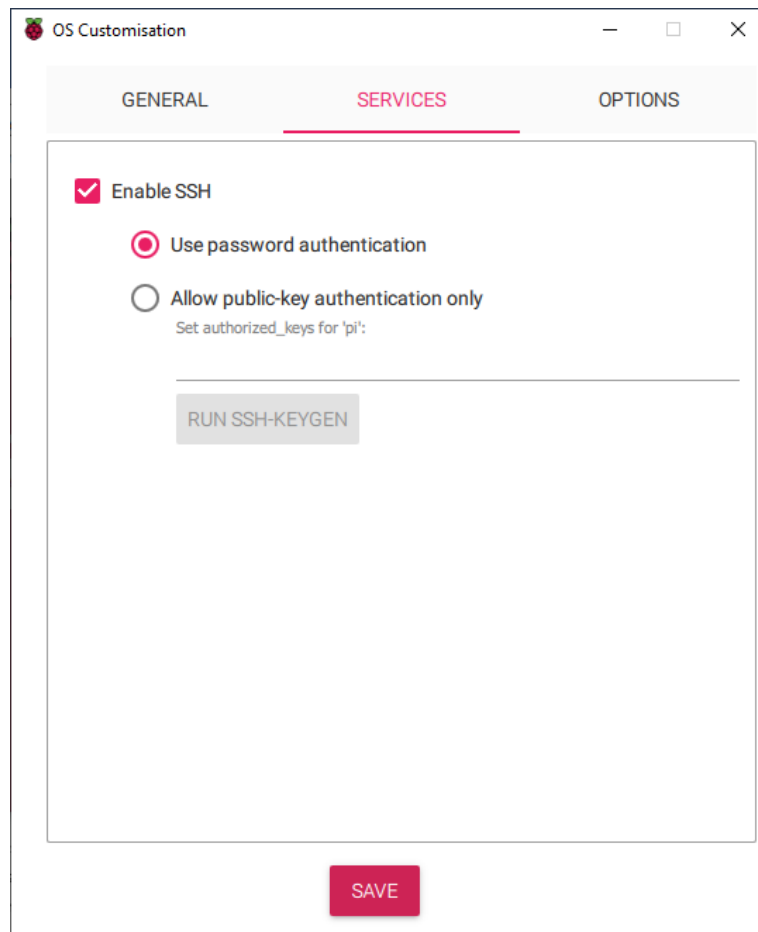 OS Customisation
GENERAL SERVICES OPTIONS
Enable SSH
Use password authentication
Allow public-key authentication only
Set authorized_keys for 'pi':
RUN SSH-KEYGEN
SAVE